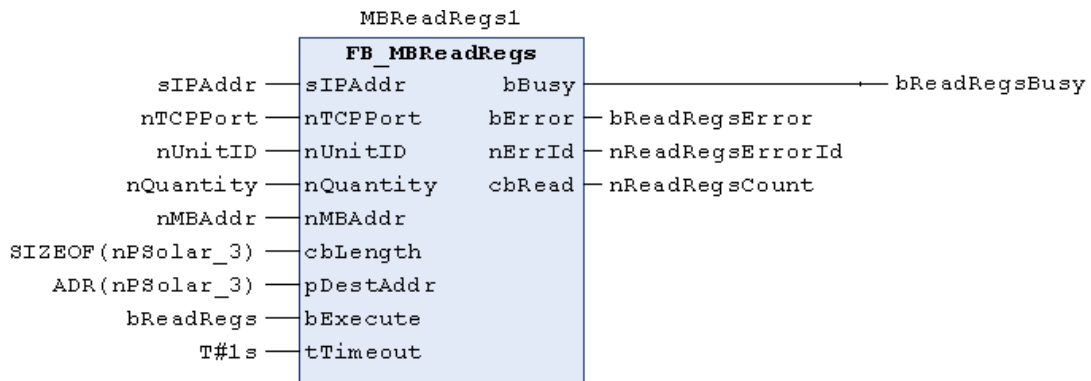 MBReadRegs1
FB_MBReadRegs
sIPAddr sIPAddr bBusy bReadRegsBusy
nTCPPort nTCPPort bError bReadRegsError
nUnitID nUnitID nErrId nReadRegsErrorId
nQuantity nQuantity cbRead nReadRegsCount
nMBAddr nMBAddr
SIZEOF(nPSolar_3) cbLength
ADR(nPSolar_3) pDestAddr
bReadRegs bExecute
T#1s tTimeout